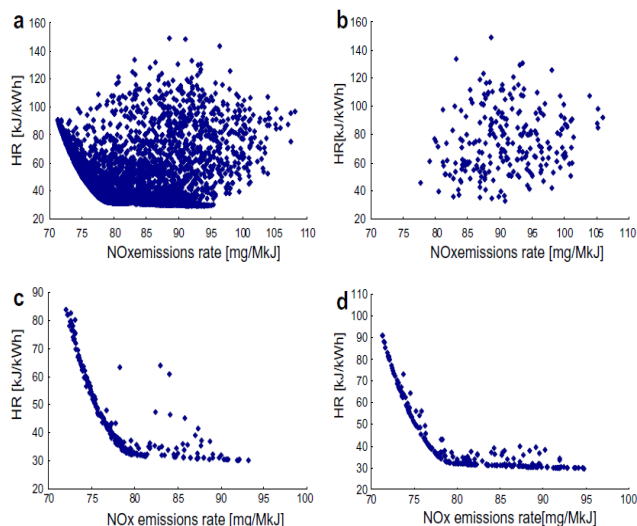 a
160
140
120
100
80
60
40
20
HR [kJ/kWh]
70 75 80 85 90 95 100 105 110
NOxemissions rate [mg/MkJ]
b
160
140
120
100
80
60
40
20
HR[kJ/kWh]
70 75 80 85 90 95 100 105 110
NOxemissions rate [mg/MkJ]
c
90
80
70
60
50
40
30
20
HR [kJ/kWh]
70 75 80 85 90 95 100
NOx emissions rate [mg/MkJ]
d
110
100
90
80
70
60
50
40
30
20
HR [kJ/kWh]
70 75 80 85 90 95 100
NOx emissions rate[mg/MkJ]